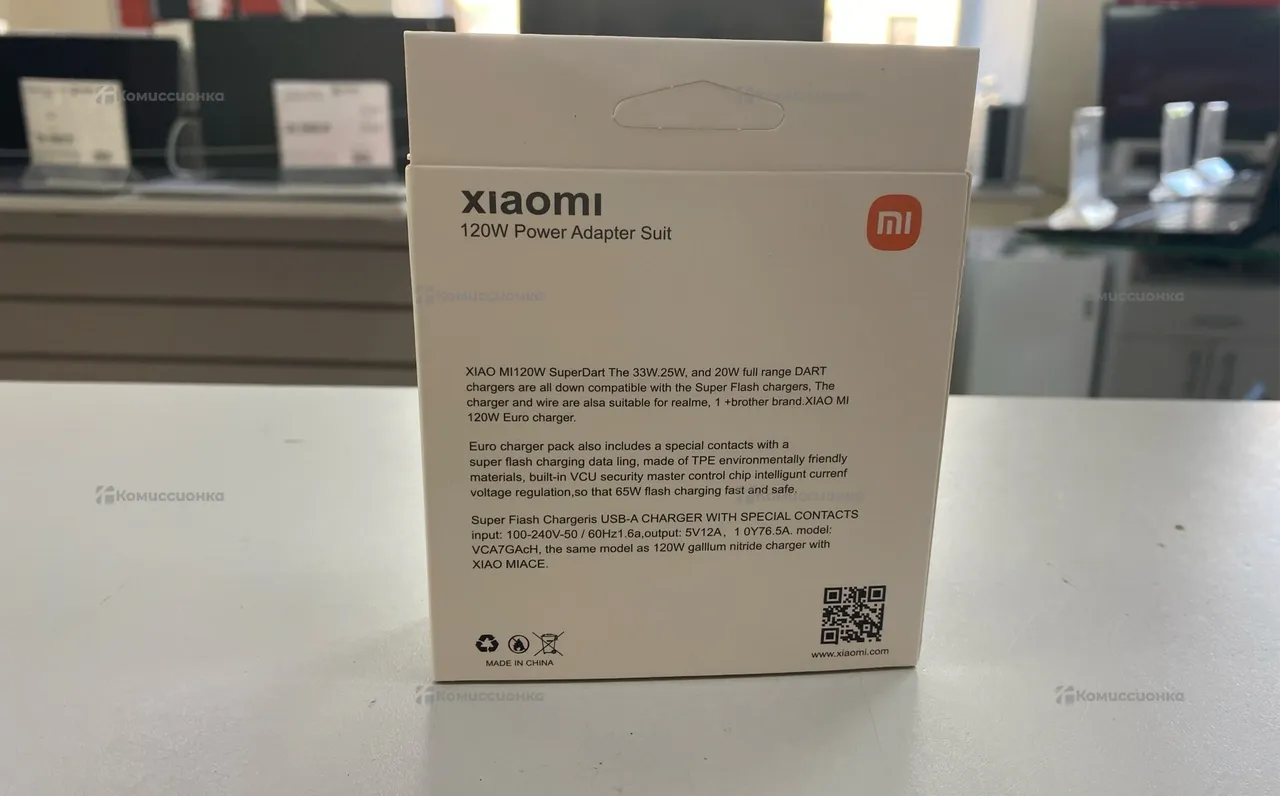 Комиссионка
Комиссионка
xiaomi
120W Power Adapter Suit
mi
Комиссионка
миссионка
XIAO MI120W SuperDart The 33W.25W, and 20W full range DART
chargers are all down compatible with the Super Flash chargers, The
charger and wire are alsa suitable for realme, 1 +brother brand.XIAO MI
120W Euro charger.
Euro charger pack also includes a special contacts with a
super flash charging data ling, made of TPE environmentally friendly
materials, built-in VCU security master control chip intelligunt currenf
voltage regulation,so that 65W flash charging fast and safe.
Комиссионка
Комиссионка
Super Flash Chargeris USB-A CHARGER WITH SPECIAL CONTACTS
input: 100-240V-50 / 60Hz1.6a,output: 5V12A, 1 0Y76.5A. model:
VCA7GAcH, the same model as 120W galllum nitride charger with
XIAO MIACE.
www.xiaomi.com
MADE IN CHINA
Комиссионка
Комиссионка